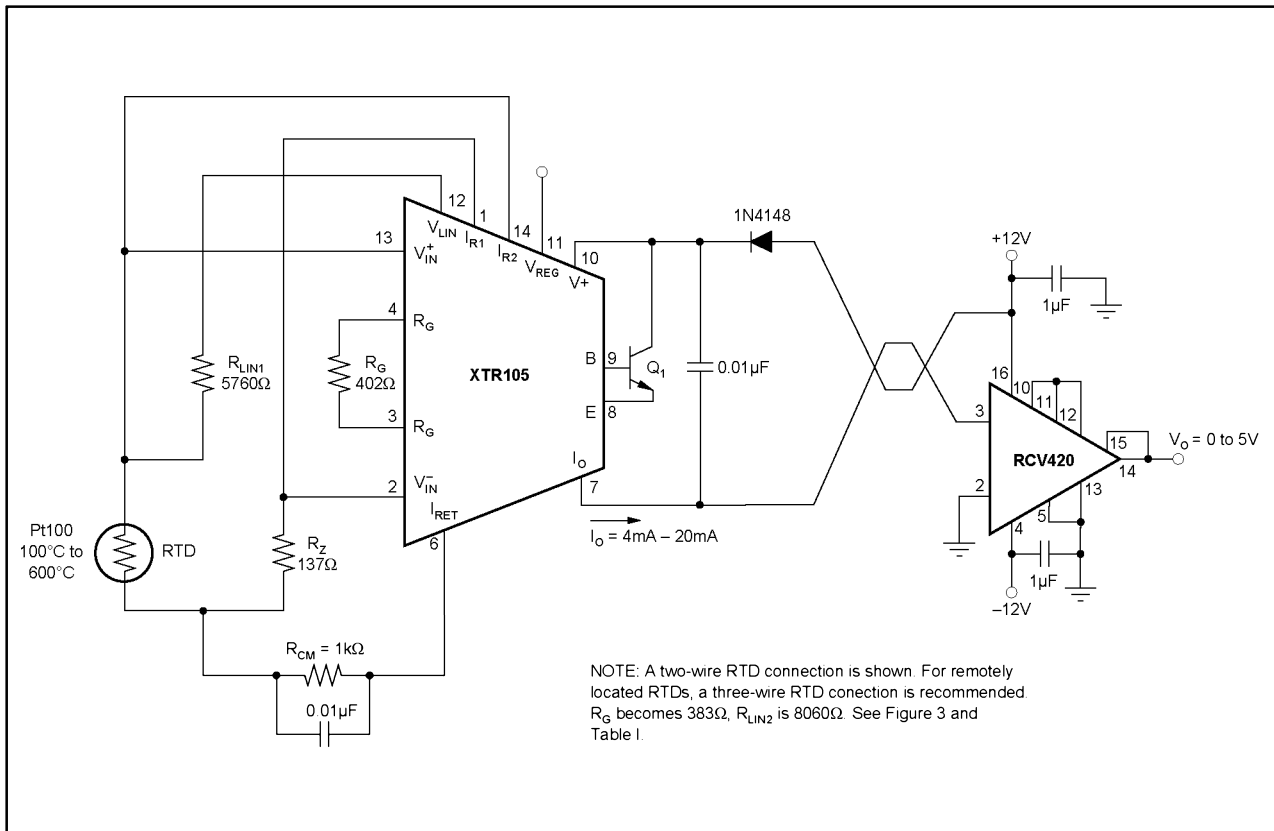 12
V_LIN
1
I_R1
14
I_R2
11
V_REG
10
V+
13
V_IN^+
4
R_G
R_G
402Ω
3
R_G
2
V_IN^−
I_RET
6
XTR105
B
9
E
8
I_O
7
Q_1
R_LIN1
5760Ω
Pt100
100°C to
600°C
RTD
R_Z
137Ω
R_CM = 1kΩ
0.01µF
1N4148
0.01µF
I_O = 4mA – 20mA
+12V
1µF
16
10
11
12
3
15
14
RCV420
2
4
5
13
V_O = 0 to 5V
1µF
–12V
NOTE: A two-wire RTD connection is shown. For remotely
located RTDs, a three-wire RTD conection is recommended.
R_G becomes 383Ω, R_LIN2 is 8060Ω. See Figure 3 and
Table I.